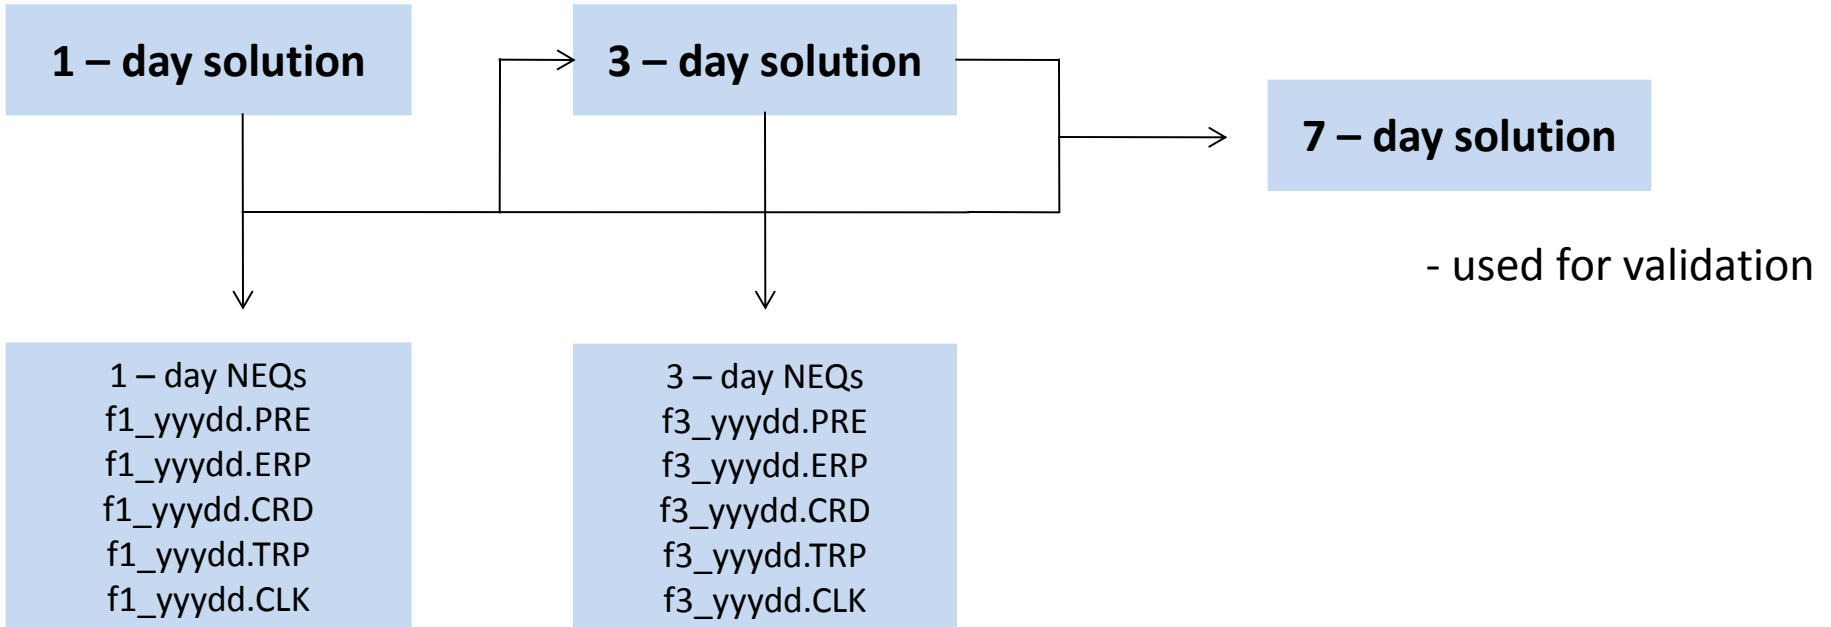 1 – day solution
3 – day solution
7 – day solution
- used for validation
1 – day NEQs
f1_yyydd.PRE
f1_yyydd.ERP
f1_yyydd.CRD
f1_yyydd.TRP
f1_yyydd.CLK
3 – day NEQs
f3_yyydd.PRE
f3_yyydd.ERP
f3_yyydd.CRD
f3_yyydd.TRP
f3_yyydd.CLK